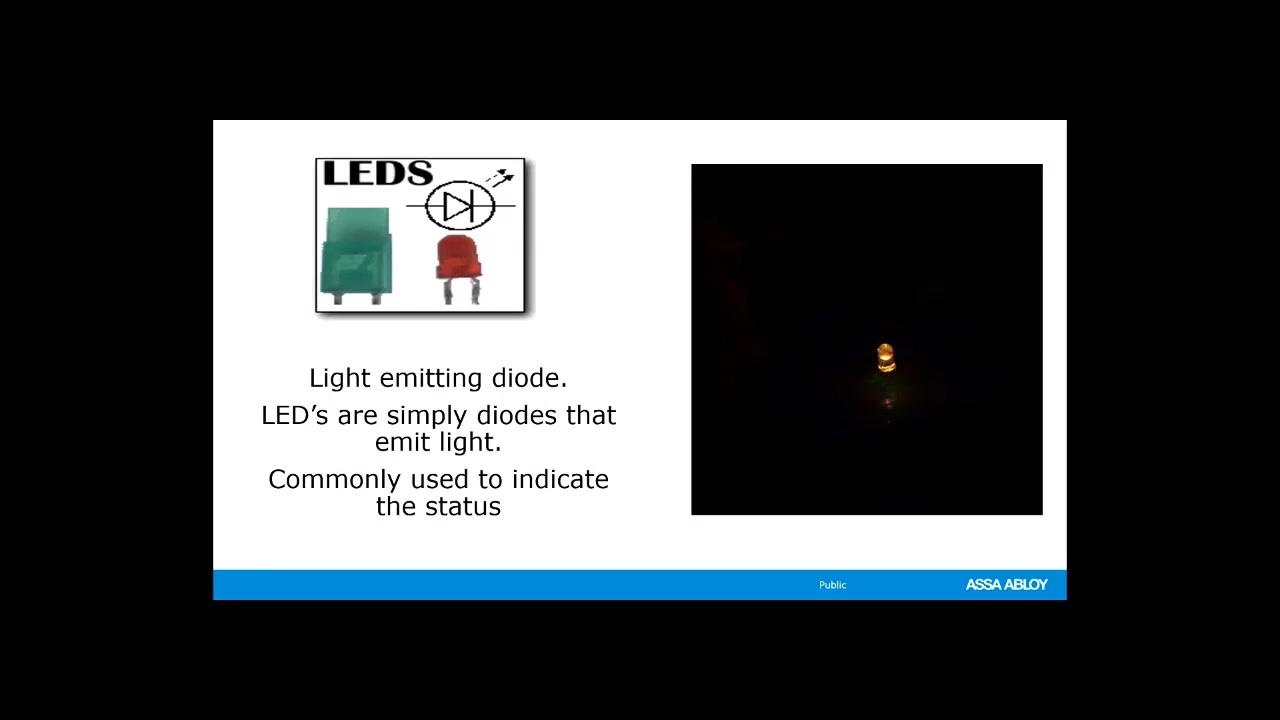 LEDS
Light emitting diode.
LED’s are simply diodes that
emit light.
Commonly used to indicate
the status
Public
ASSA ABLOY